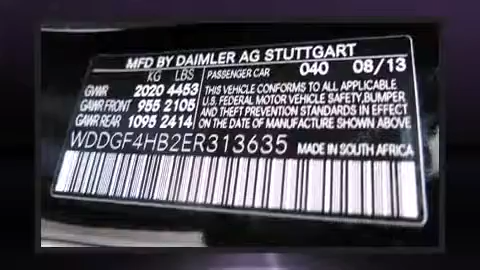 MFD BY DAIMLER AG STUTTGART
KG LBS PASSENGER CAR 040 08/13
GVWR 2020 4453 THIS VEHICLE CONFORMS TO ALL APPLICABLE
GAWR FRONT 955 2105 U.S. FEDERAL MOTOR VEHICLE SAFETY, BUMPER
GAWR REAR 1095 2414 AND THEFT PREVENTION STANDARDS IN EFFECT
ON THE DATE OF MANUFACTURE SHOWN ABOVE
WDDGF4HB2ER313635 MADE IN SOUTH AFRICA